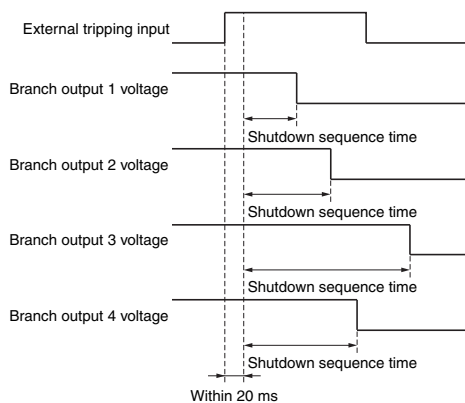 External tripping input
Branch output 1 voltage
Shutdown sequence time
Branch output 2 voltage
Shutdown sequence time
Branch output 3 voltage
Shutdown sequence time
Branch output 4 voltage
Shutdown sequence time
Within 20 ms